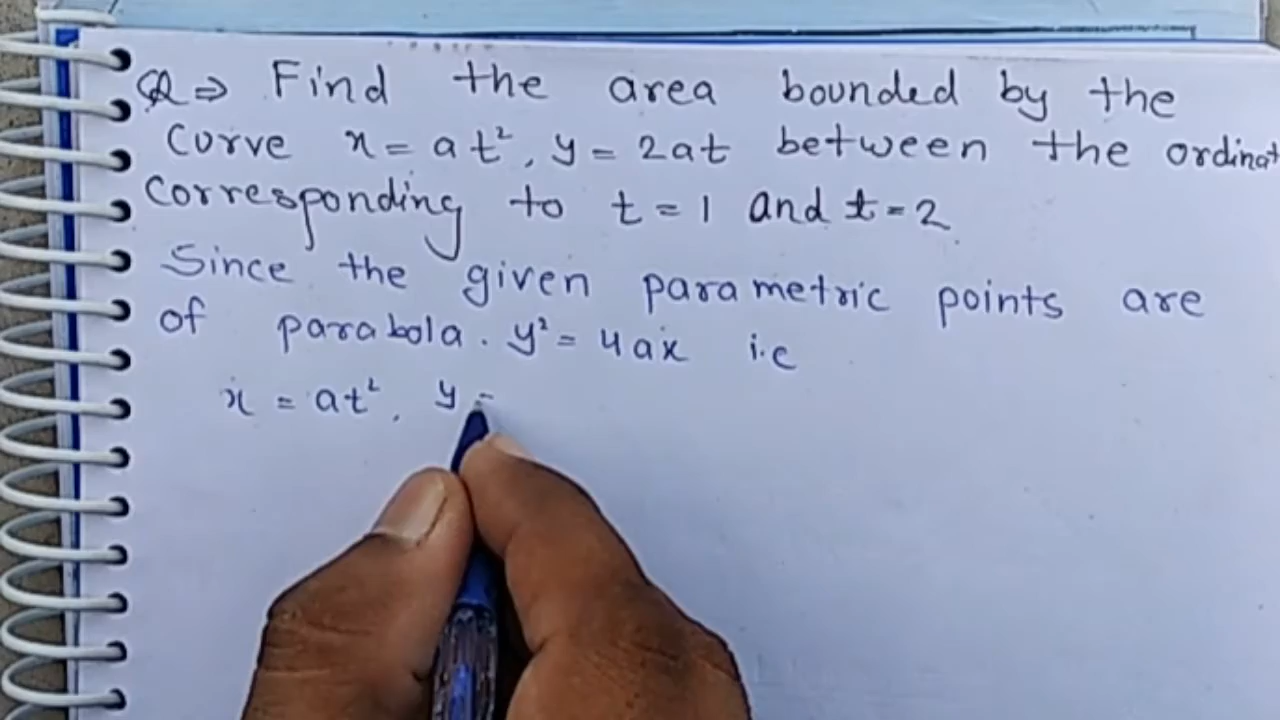 Q ⇒ Find the area bounded by the
Curve x = at², y = 2at between the ordinat
Corresponding to t = 1 and t = 2
Since the given parametric points are
of parabola. y² = 4ax i.e
x = at², y =